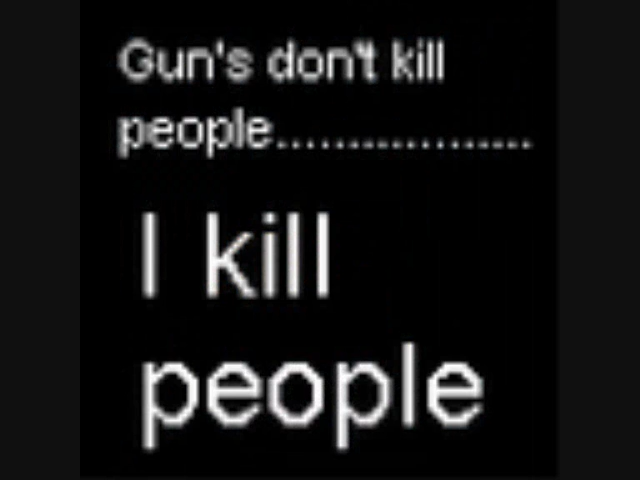 Gun's don't kill
people..................
I kill
people